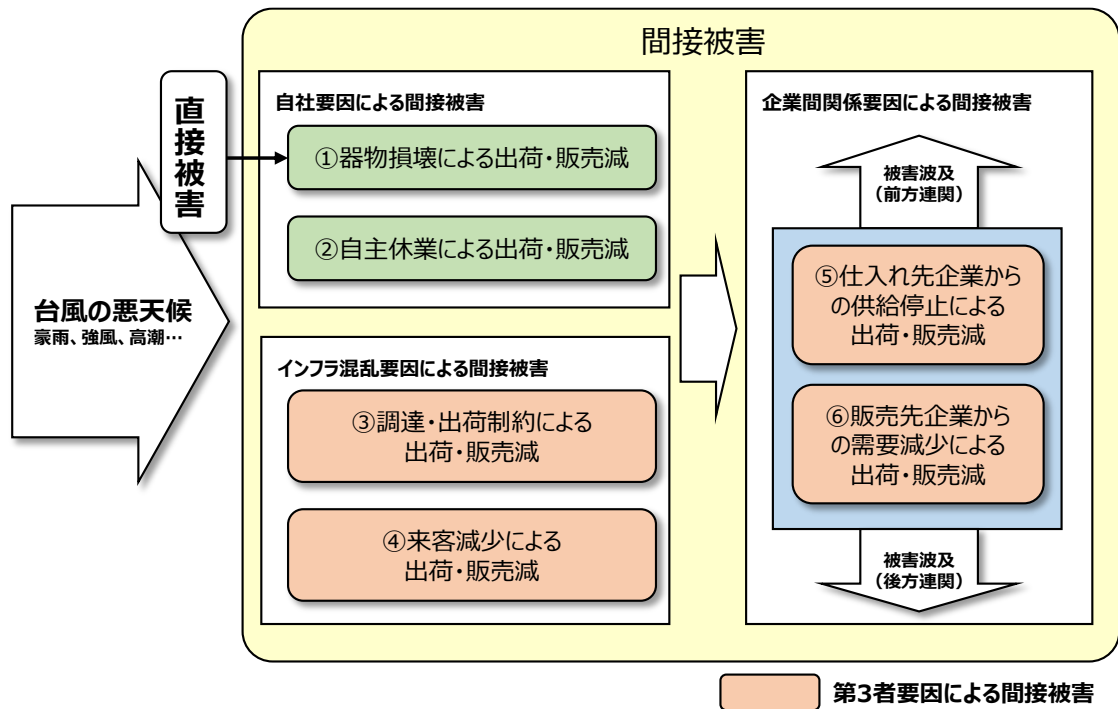 間接被害
直接被害
自社要因による間接被害
①器物損壊による出荷・販売減
②自主休業による出荷・販売減
台風の悪天候
豪雨、強風、高潮…
インフラ混乱要因による間接被害
③調達・出荷制約による
出荷・販売減
④来客減少による
出荷・販売減
企業間関係要因による間接被害
被害波及
（前方連関）
⑤仕入れ先企業から
の供給停止による
出荷・販売減
⑥販売先企業から
の需要減少による
出荷・販売減
被害波及
（後方連関）
第3者要因による間接被害